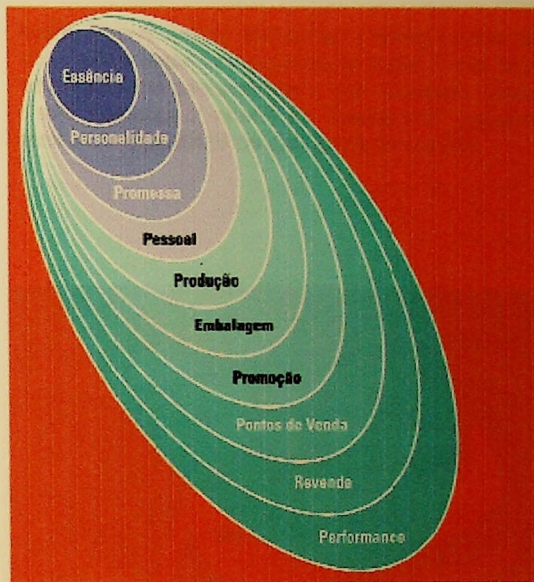 Essência
Personalidade
Promessa
Pessoal
Produção
Embalagem
Promoção
Pontos de Venda
Revenda
Performance